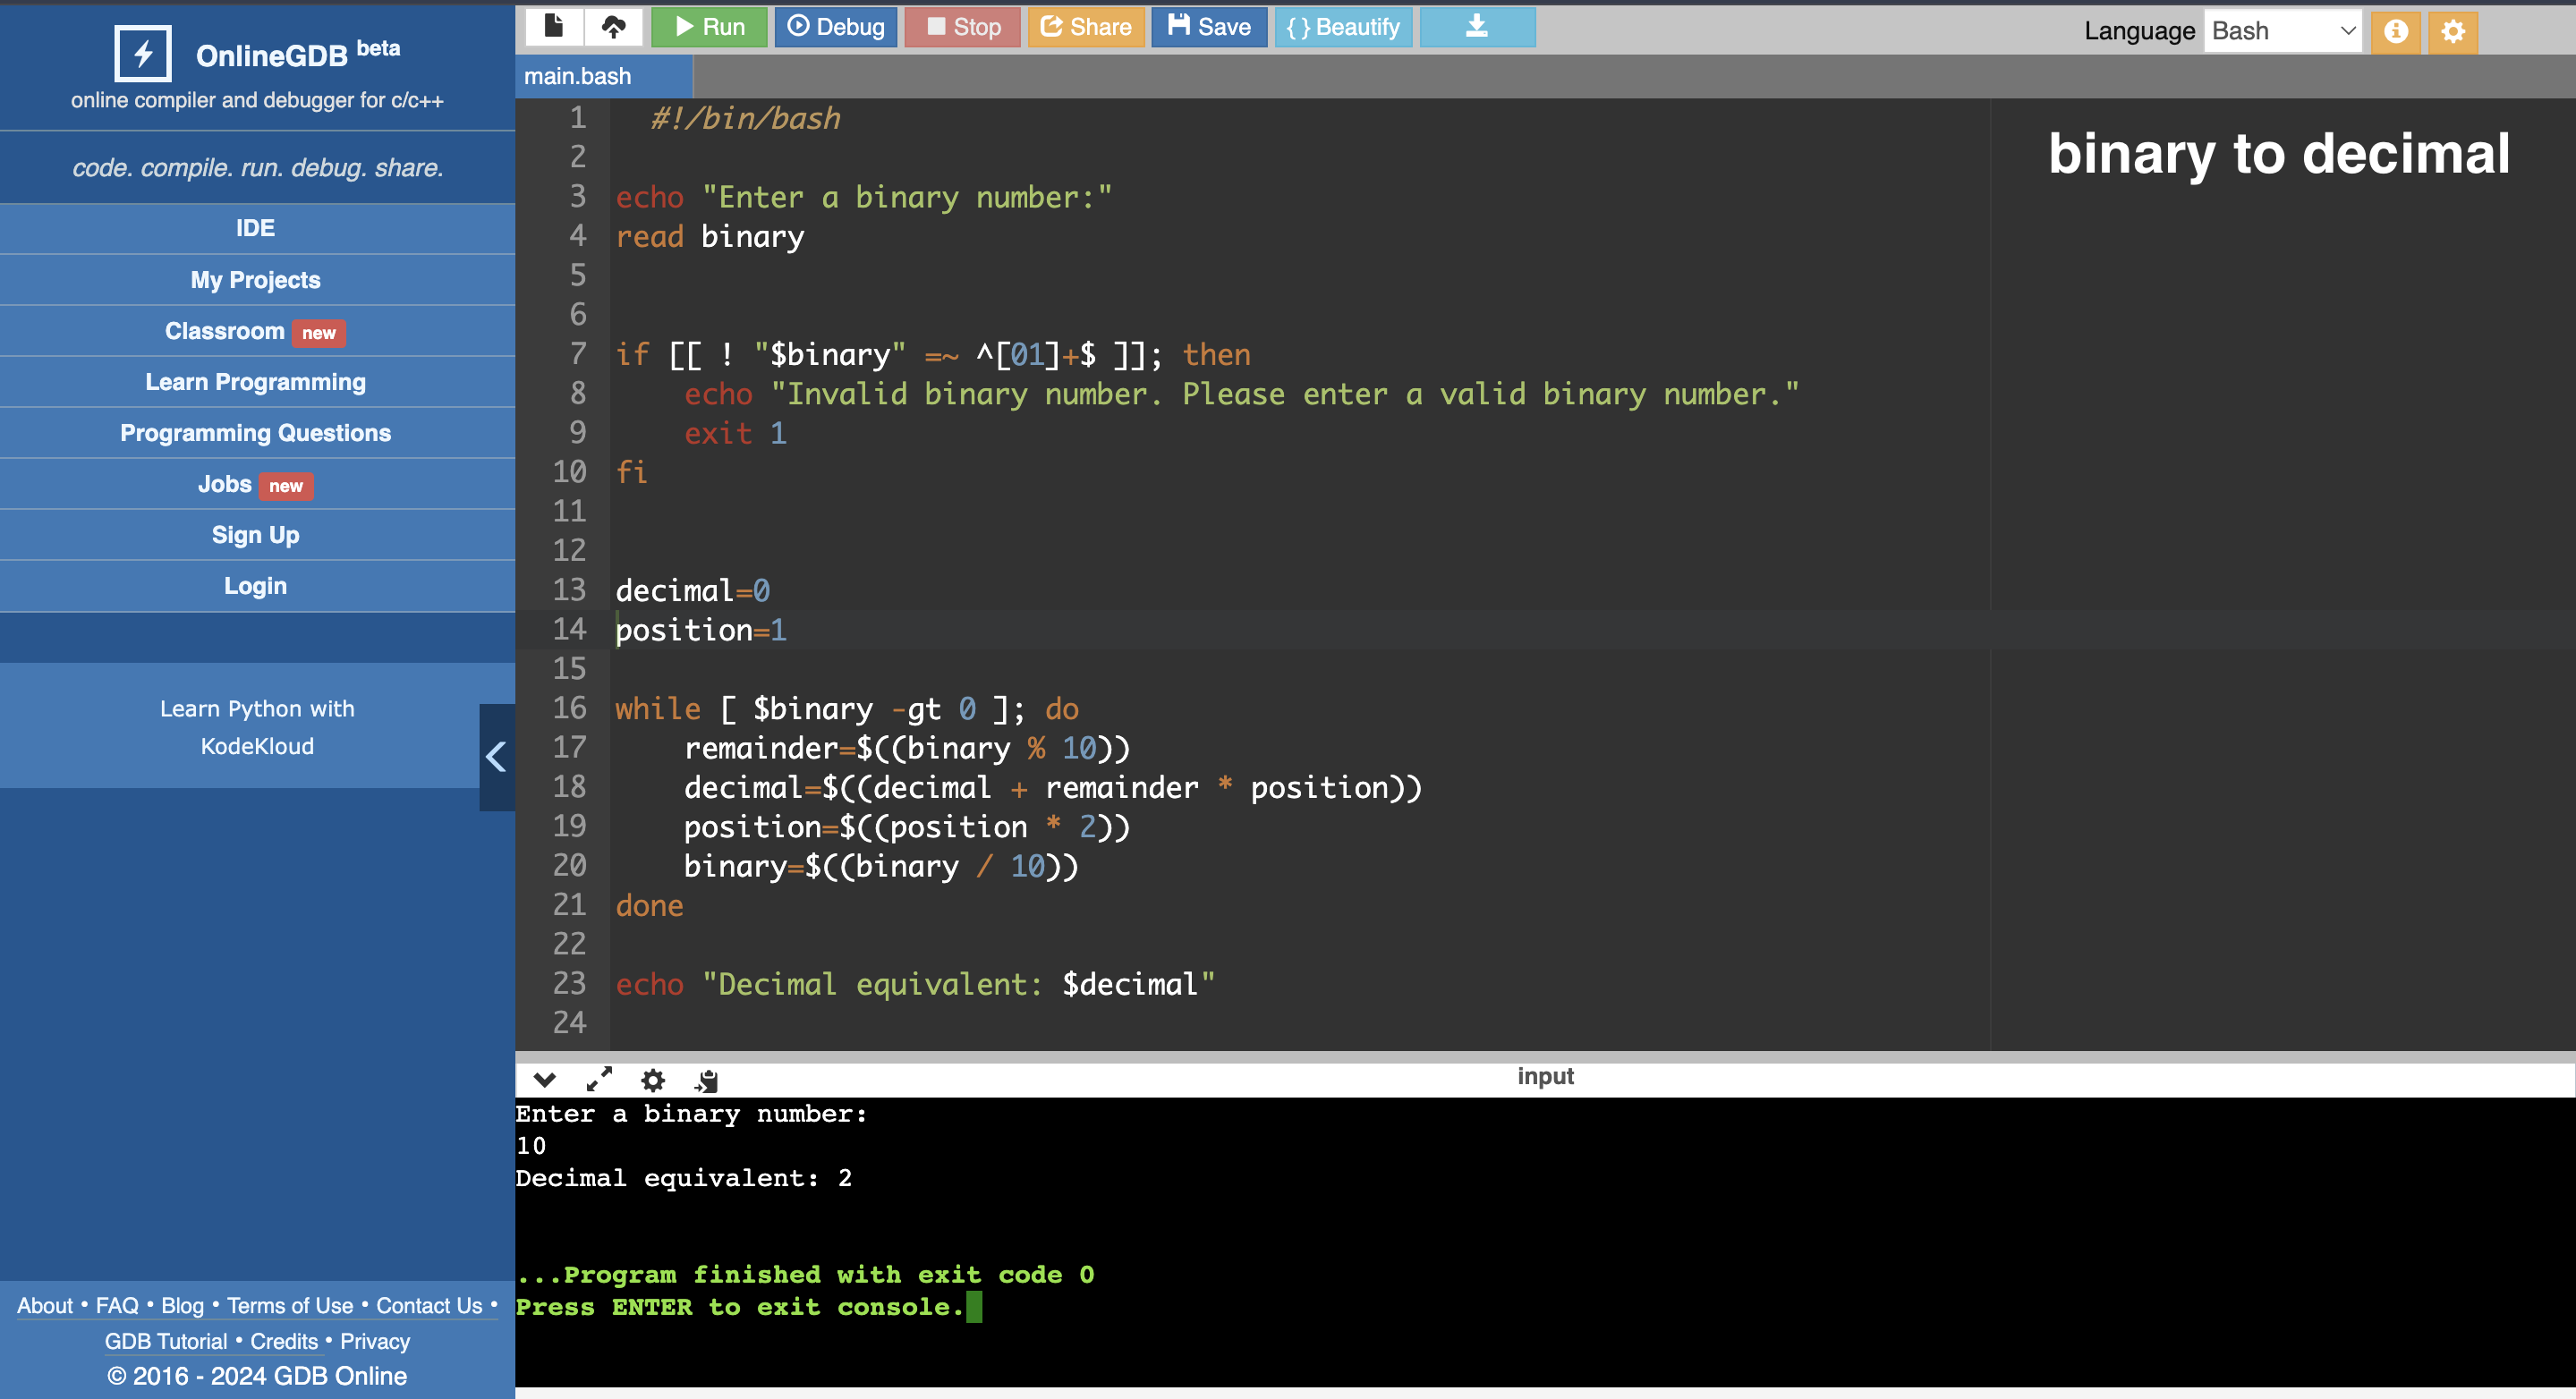 OnlineGDB beta
online compiler and debugger for c/c++
code. compile. run. debug. share.
IDE
My Projects
Classroom new
Learn Programming
Programming Questions
Jobs new
Sign Up
Login
Learn Python with
KodeKloud
About • FAQ • Blog • Terms of Use • Contact Us •
GDB Tutorial • Credits • Privacy
© 2016 - 2024 GDB Online
Run Debug Stop Share Save { } Beautify
Language Bash
main.bash
binary to decimal
1 #!/bin/bash
2
3 echo "Enter a binary number:"
4 read binary
5
6
7 if [[ ! "$binary" =~ ^[01]+$ ]]; then
8     echo "Invalid binary number. Please enter a valid binary number."
9     exit 1
10 fi
11
12
13 decimal=0
14 position=1
15
16 while [ $binary -gt 0 ]; do
17     remainder=$((binary % 10))
18     decimal=$((decimal + remainder * position))
19     position=$((position * 2))
20     binary=$((binary / 10))
21 done
22
23 echo "Decimal equivalent: $decimal"
24
input
Enter a binary number:
10
Decimal equivalent: 2
...Program finished with exit code 0
Press ENTER to exit console.